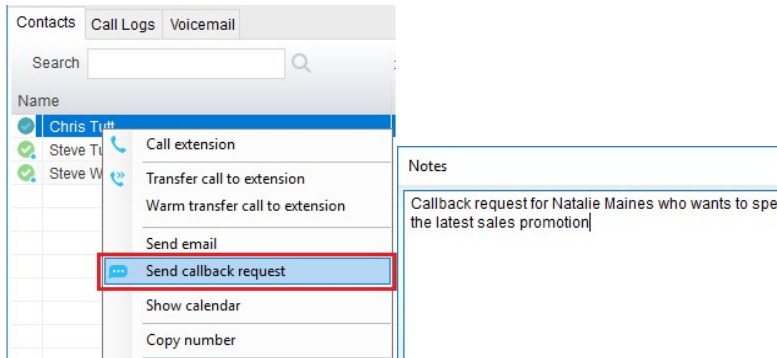 Contacts Call Logs Voicemail
Search
Name
Chris Tutt
Steve
Steve
Call extension
Transfer call to extension
Warm transfer call to extension
Send email
Send callback request
Show calendar
Copy number
Notes
Callback request for Natalie Maines who wants to spe
the latest sales promotion